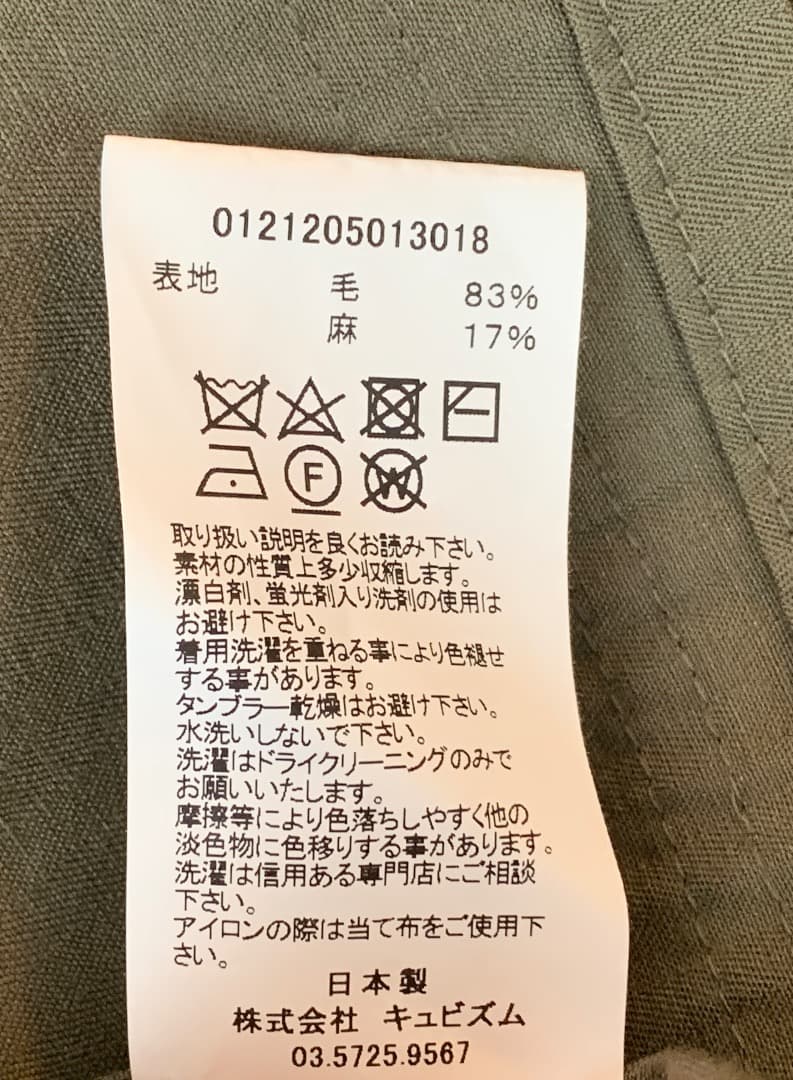 0121205013018
表地 毛 83%
麻 17%
F W
取り扱い説明を良くお読み下さい。
素材の性質上多少収縮します。
漂白剤、蛍光剤入り洗剤の使用は
お避け下さい。
着用洗濯を重ねる事により色褪せ
する事があります。
タンブラー乾燥はお避け下さい。
水洗いしないで下さい。
洗濯はドライクリーニングのみで
お願いいたします。
摩擦等により色落ちしやすく他の
淡色物に色移りする事があります。
洗濯は信用ある専門店にご相談
下さい。
アイロンの際は当て布をご使用下
さい。
日本製
株式会社 キュビズム
03.5725.9567